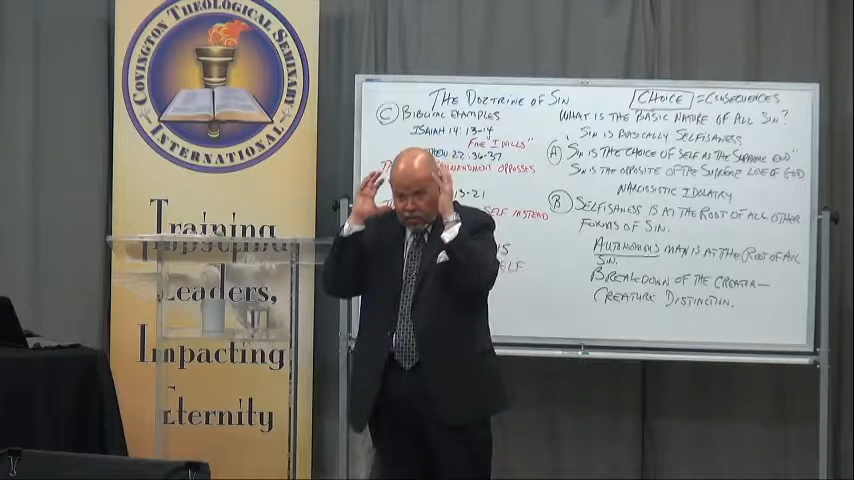 COVINGTON THEOLOGICAL SEMINARY
INTERNATIONAL
Training
Leaders,
Impacting
Eternity
THE DOCTRINE OF SIN
C BIBLICAL EXAMPLES
ISAIAH 14:13-14
FIVE I WILLS"
22:36-37
COMMANDMENT OPPOSES
13-21
SELF INSTEAD
CHOICE = CONSEQUENCES
WHAT IS THE BASIC NATURE OF ALL SIN?
SIN IS BASICALLY SELFISHNESS
A SIN IS THE CHOICE OF SELF AS THE SUPREME END"
SIN IS THE OPPOSITE OF THE SUPREME LOVE OF GOD.
NARCISSISTIC IDOLATRY
B SELFISHNESS IS AT THE ROOT OF ALL OTHER
FORMS OF SIN.
AUTONOMOUS MAN IS AT THE ROOT OF ALL
SIN.
BREAKDOWN OF THE CREATOR-
CREATURE DISTINCTION.